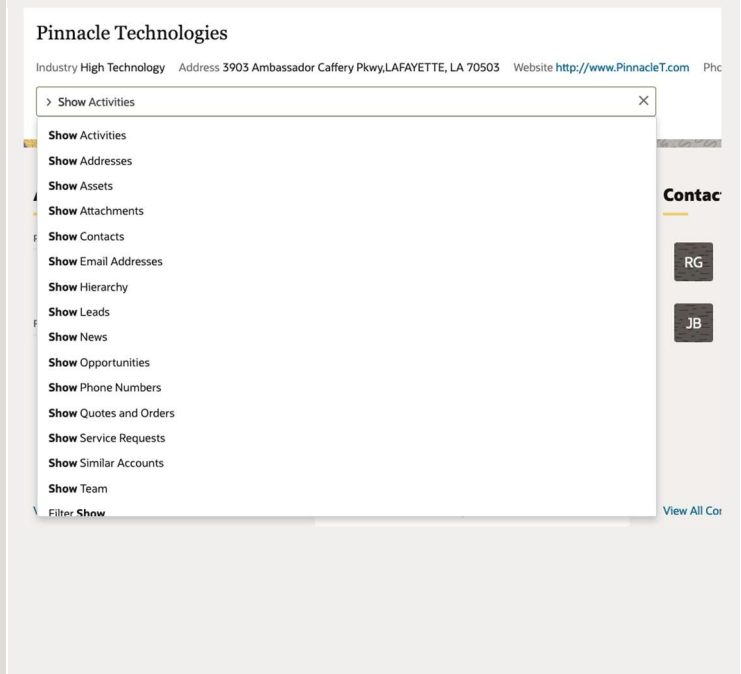 Pinnacle Technologies
Industry High Technology Address 3903 Ambassador Caffery Pkwy,LAFAYETTE, LA 70503 Website http://www.PinnacleT.com
> Show Activities
Show Activities
Show Addresses
Show Assets
Show Attachments
Show Contacts
Show Email Addresses
Show Hierarchy
Show Leads
Show News
Show Opportunities
Show Phone Numbers
Show Quotes and Orders
Show Service Requests
Show Similar Accounts
Show Team
Filter Show
RG
JB
View All